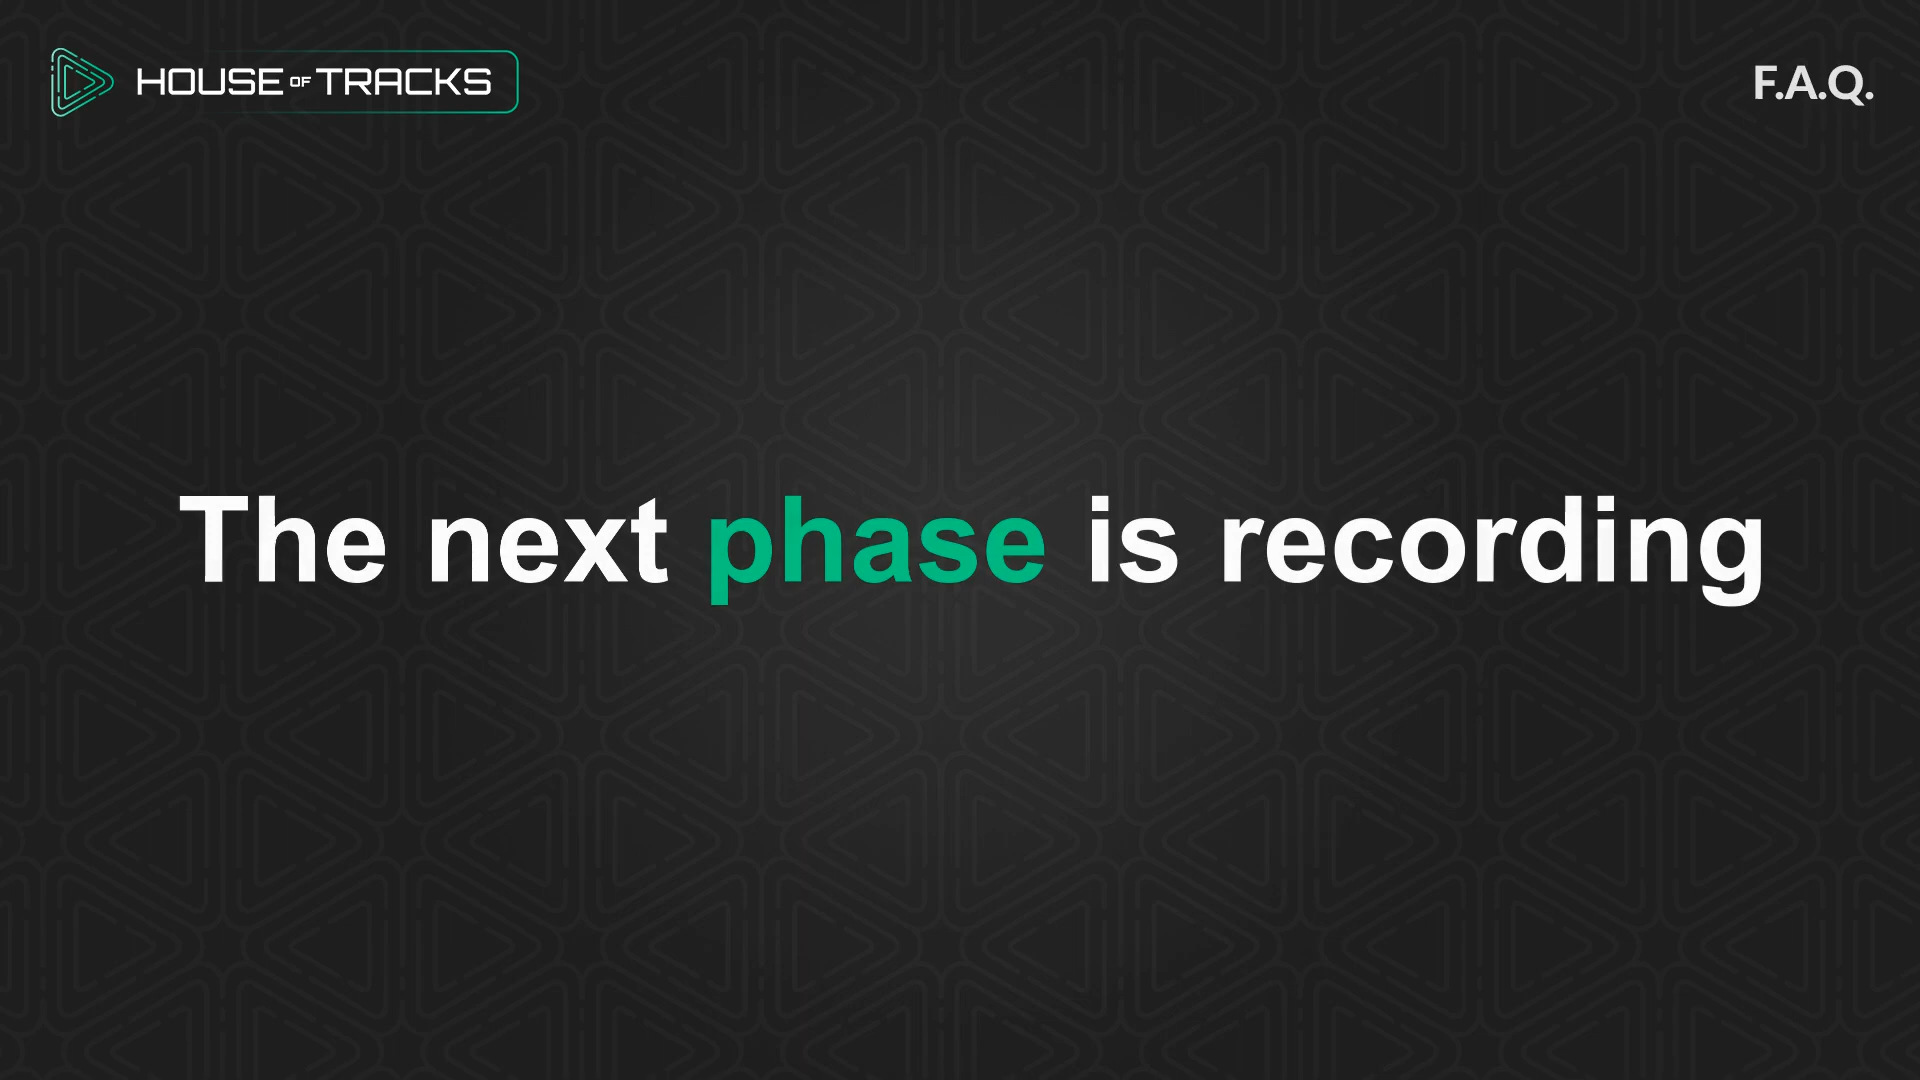 HOUSE OF TRACKS
F.A.Q.
The next phase is recording